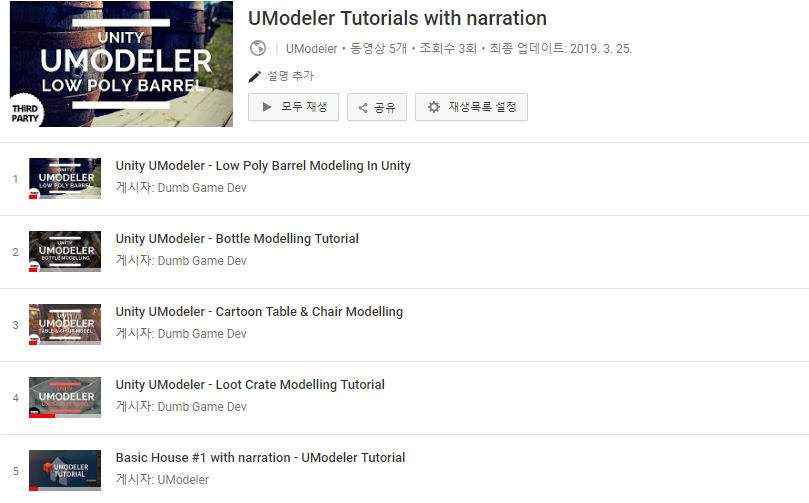 UNITY
UMODELER
LOW POLY BARREL
THIRD
PARTY
UModeler Tutorials with narration
UModeler • 동영상 5개 • 조회수 3회 • 최종 업데이트: 2019. 3. 25.
설명 추가
모두 재생
공유
재생목록 설정
1
UNITY
UMODELER
LOW POLY BARREL
Unity UModeler - Low Poly Barrel Modeling In Unity
게시자: Dumb Game Dev
2
UNITY
UMODELER
BOTTLE MODELLING
Unity UModeler - Bottle Modelling Tutorial
게시자: Dumb Game Dev
3
UNITY
UMODELER
TABLE & CHAIR MODEL
Unity UModeler - Cartoon Table & Chair Modelling
게시자: Dumb Game Dev
4
UNITY
UMODELER
Unity UModeler - Loot Crate Modelling Tutorial
게시자: Dumb Game Dev
5
UMODELER
TUTORIAL
Basic House #1 with narration - UModeler Tutorial
게시자: UModeler